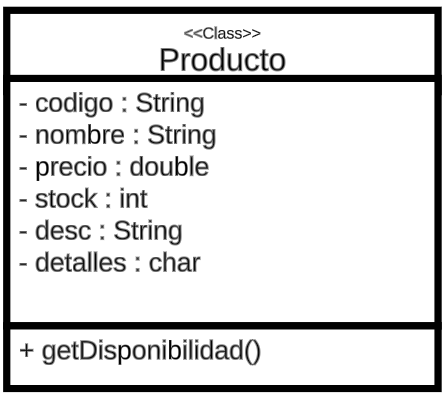 <<Class>>
Producto
- codigo : String
- nombre : String
- precio : double
- stock : int
- desc : String
- detalles : char
+ getDisponibilidad()